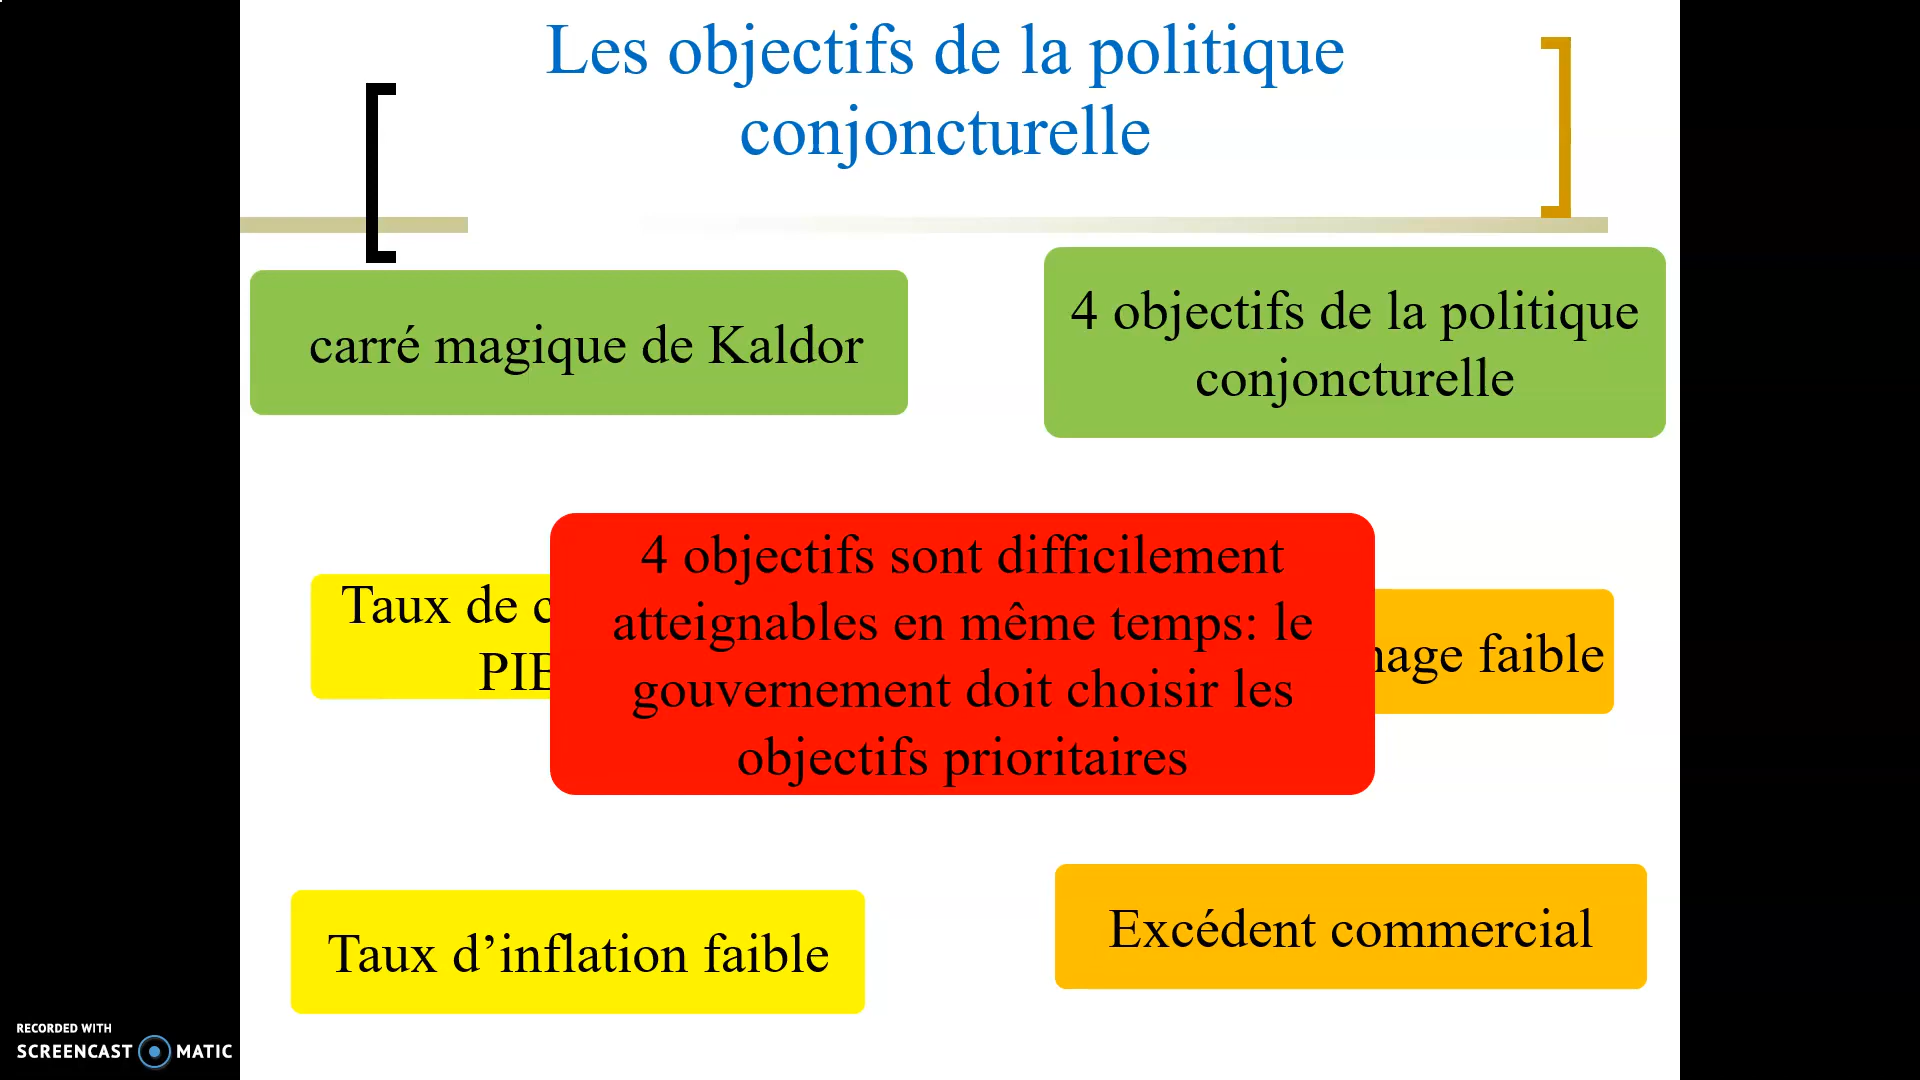 Les objectifs de la politique
conjoncturelle
carré magique de Kaldor
4 objectifs de la politique
conjoncturelle
Taux de
4 objectifs sont difficilement
atteignables en même temps: le
gouvernement doit choisir les
objectifs prioritaires
faible
Taux d’inflation faible
Excédent commercial
RECORDED WITH
SCREENCAST MATIC